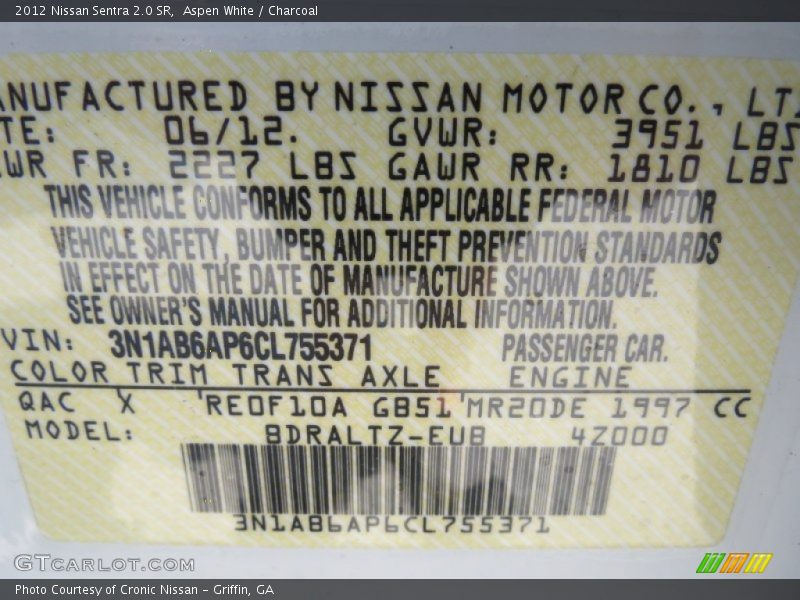 2012 Nissan Sentra 2.0 SR,  Aspen White / Charcoal
ANUFACTURED BY NISSAN MOTOR CO., LTD
TE: 06/12. GVWR: 3951 LBS
WR FR: 2227 LBS GAWR RR: 1810 LBS
THIS VEHICLE CONFORMS TO ALL APPLICABLE FEDERAL MOTOR
VEHICLE SAFETY, BUMPER AND THEFT PREVENTION STANDARDS
IN EFFECT ON THE DATE OF MANUFACTURE SHOWN ABOVE.
SEE OWNER'S MANUAL FOR ADDITIONAL INFORMATION.
VIN: 3N1AB6AP6CL755371 PASSENGER CAR.
COLOR TRIM TRANS AXLE ENGINE
QAC X 'RE0F10A GB51'MR20DE 1997 CC
MODEL: BDRALTZ-EUB 4Z000
3N1AB6AP6CL755371
GTCARLOT.COM
Photo Courtesy of Cronic Nissan - Griffin, GA